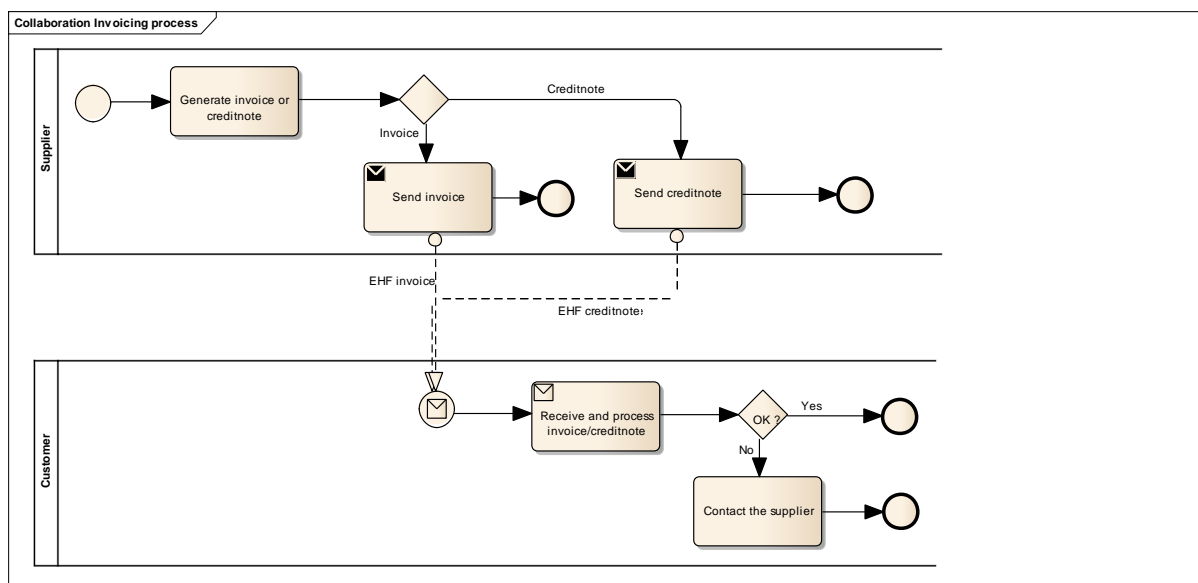 Collaboration Invoicing process
Supplier
Generate invoice or
creditnote
Creditnote
Invoice
Send invoice
Send creditnote
EHF invoice
EHF creditnote
Customer
Receive and process
invoice/creditnote
OK ?
Yes
No
Contact the supplier